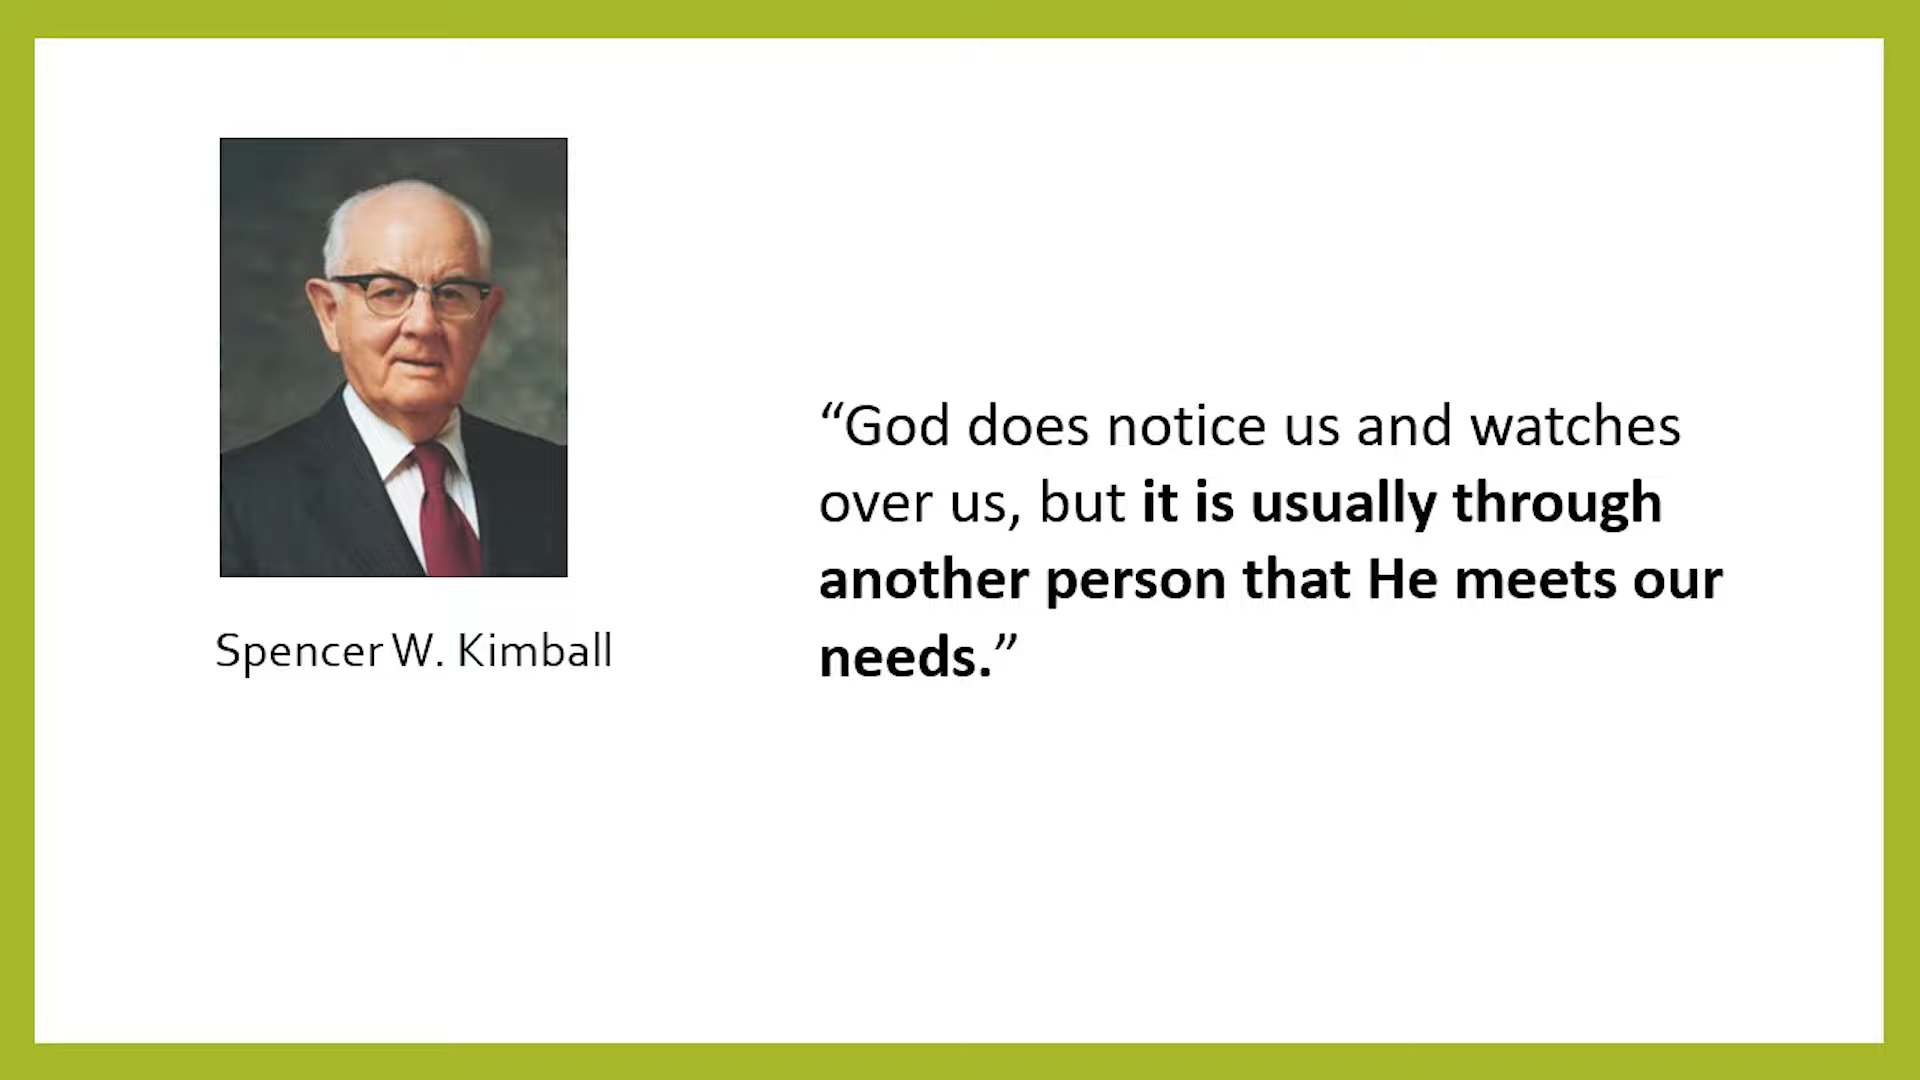 Spencer W. Kimball
“God does notice us and watches
over us, but it is usually through
another person that He meets our
needs.”